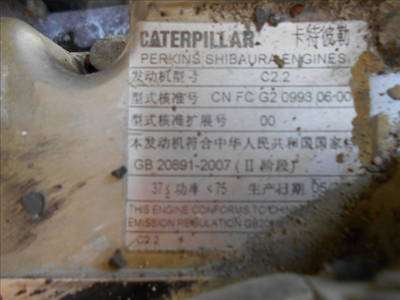 CATERPILLAR 卡特彼勒
PERKINS SHIBAURA ENGINES
发动机型号 C2.2
型式核准号 CN FC G2 0993 06-00
型式核准扩展号 00
本发动机符合中华人民共和国国家标
GB 20891-2007 (II 阶段)
37≤功率<75 生产日期 05
THIS ENGINE CONFORMS TO CHINA
EMISSION REGULATION GB20
C2.2